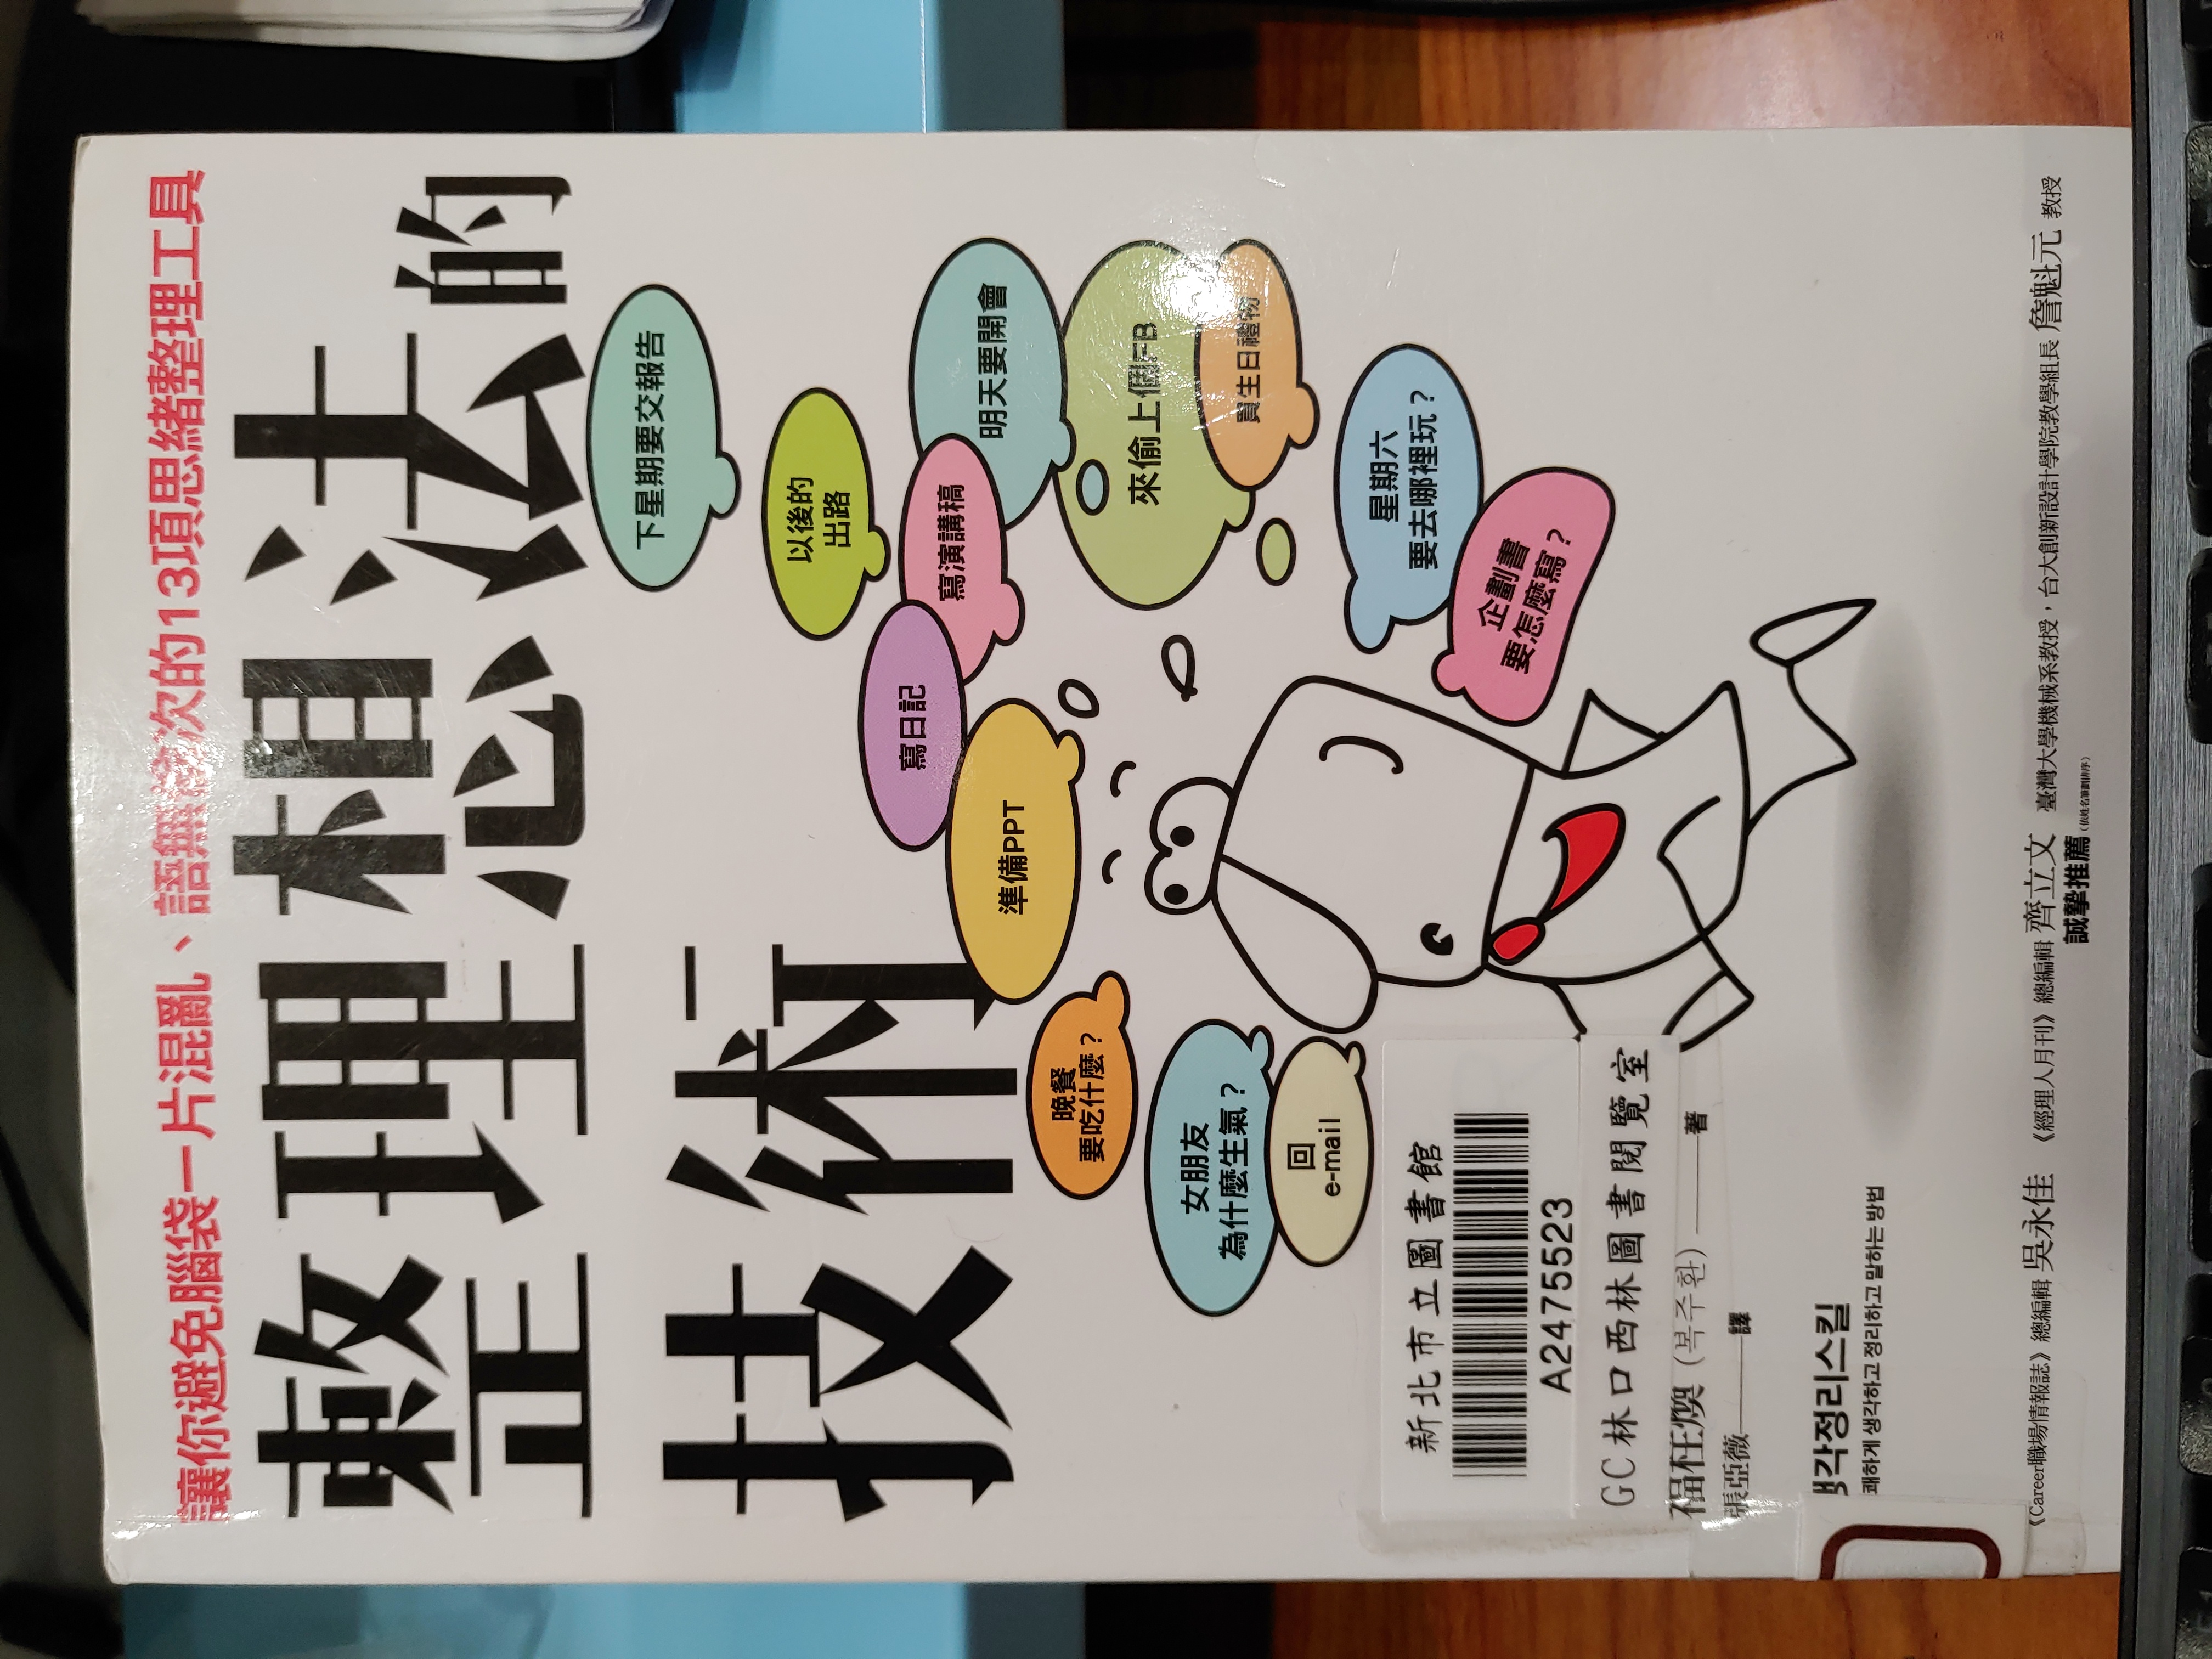 讓你避免腦袋一片混亂、語無倫次的13項思緒整理工具
整理想法的
技術
下星期要交報告
以後的
出路
寫日記
寫演講稿
明天要開會
準備PPT
晚餐
要吃什麼？
來偷上個FB
女朋友
為什麼生氣？
買生日禮物
回
e-mail
星期六
要去哪裡玩？
企劃書
要怎麼寫？
新北市立圖書館
A2475523
GC林口西林圖書閱覽室
福柱煥（복주환）著
張亞薇 譯
생각정리스킬
쾌하게 생각하고 정리하고 말하는 방법
《Career職場情報誌》總編輯 吳永佳 《經理人月刊》總編輯 齊立文 臺灣大學機械系教授，台大創新設計學院教學組長 詹魁元 教授
誠摯推薦（依姓名筆劃排序）